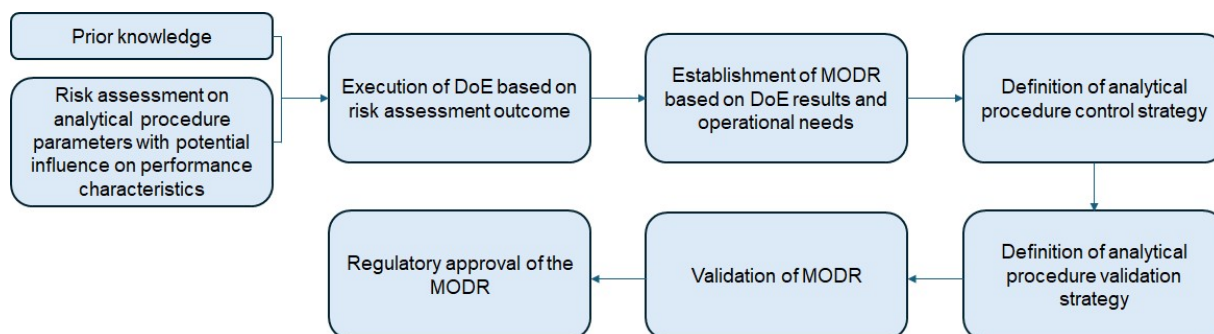 Prior knowledge
Risk assessment on
analytical procedure
parameters with potential
influence on performance
characteristics
Execution of DoE based on
risk assessment outcome
Establishment of MODR
based on DoE results and
operational needs
Definition of analytical
procedure control strategy
Definition of analytical
procedure validation
strategy
Validation of MODR
Regulatory approval of the
MODR